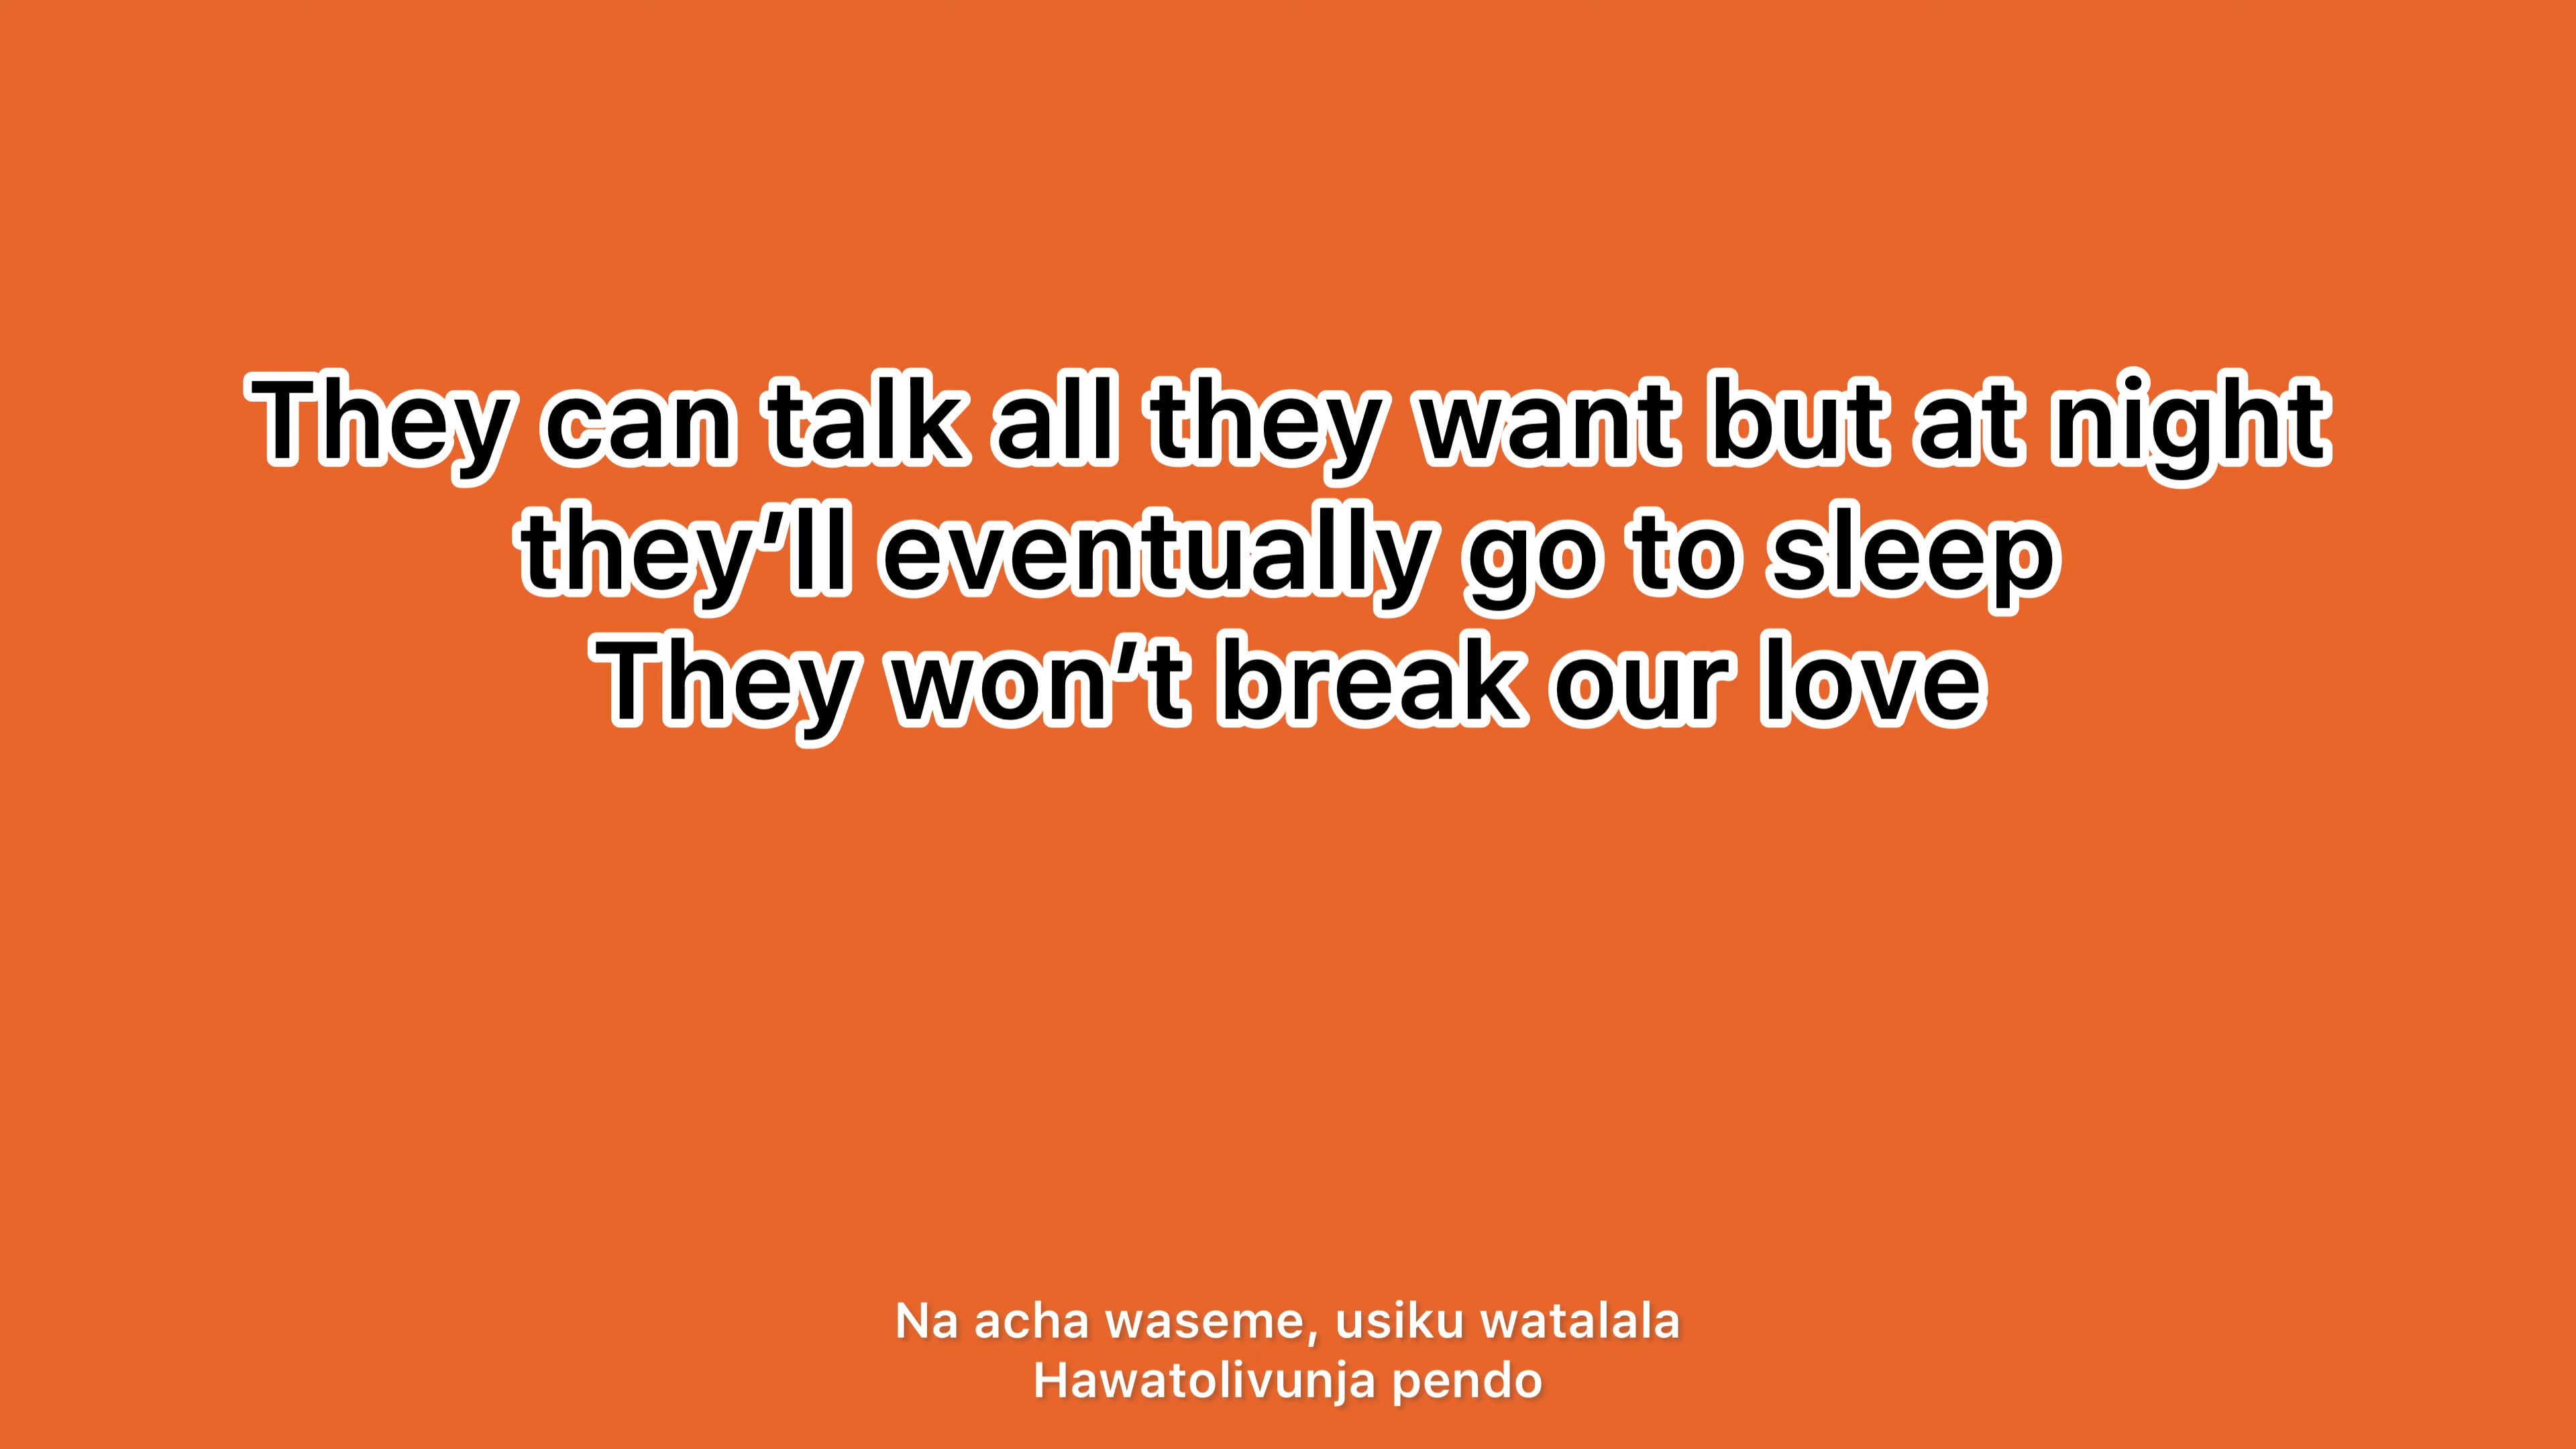 They can talk all they want but at night
they’ll eventually go to sleep
They won’t break our love
Na acha waseme, usiku watalala
Hawatolivunja pendo